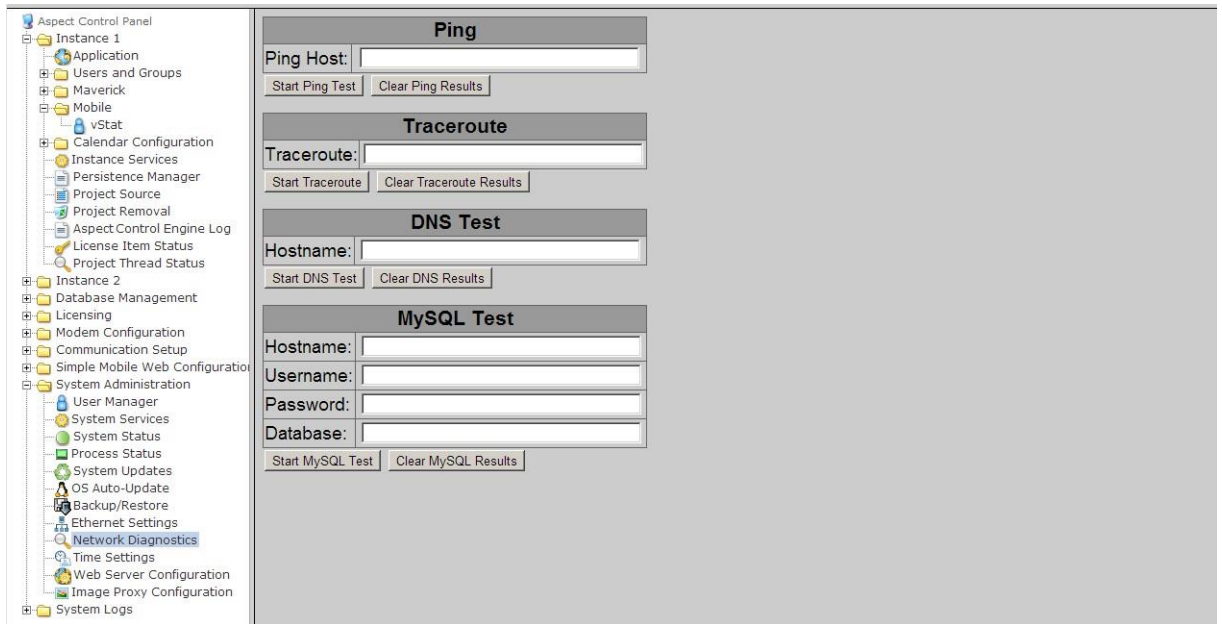 Aspect Control Panel
Instance 1
Application
Users and Groups
Maverick
Mobile
vStat
Calendar Configuration
Instance Services
Persistence Manager
Project Source
Project Removal
Aspect Control Engine Log
License Item Status
Project Thread Status
Instance 2
Database Management
Licensing
Modem Configuration
Communication Setup
Simple Mobile Web Configuratio
System Administration
User Manager
System Services
System Status
Process Status
System Updates
OS Auto-Update
Backup/Restore
Ethernet Settings
Network Diagnostics
Time Settings
Web Server Configuration
Image Proxy Configuration
System Logs
Ping
Ping Host:
Start Ping Test Clear Ping Results
Traceroute
Traceroute:
Start Traceroute Clear Traceroute Results
DNS Test
Hostname:
Start DNS Test Clear DNS Results
MySQL Test
Hostname:
Username:
Password:
Database:
Start MySQL Test Clear MySQL Results